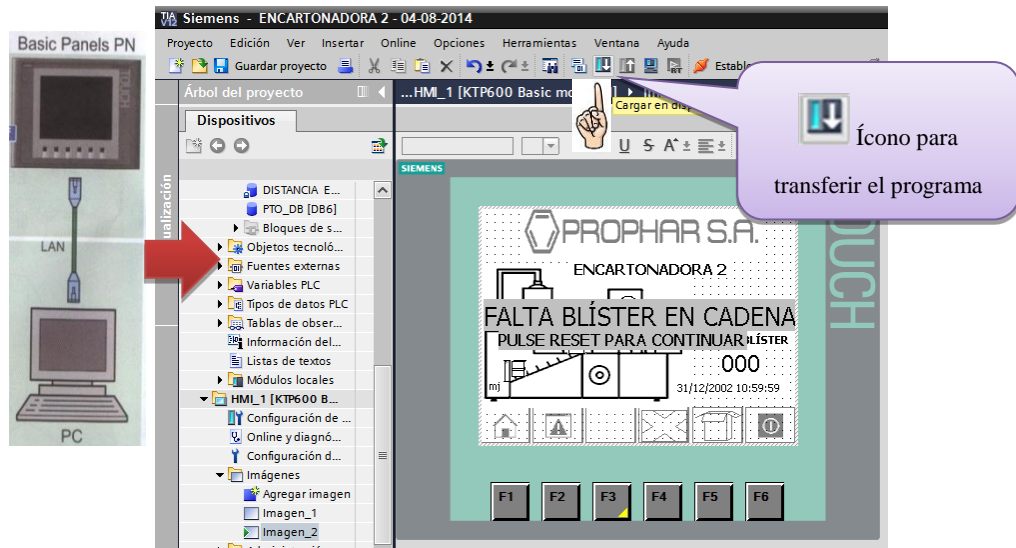 Basic Panels PN
TOUCH
LAN
PC
TIA
V12
Siemens - ENCARTONADORA 2 - 04-08-2014
Proyecto Edición Ver Insertar Online Opciones Herramientas Ventana Ayuda
Guardar proyecto
Árbol del proyecto
...HMI_1 [KTP600 Basic
Cargar en
Dispositivos
U S A
SIEMENS
DISTANCIA E...
PTO_DB [DB6]
Bloques de s...
Objetos tecnoló...
Fuentes externas
Variables PLC
Tipos de datos PLC
Tablas de obser...
Información del...
Listas de textos
Módulos locales
HMI_1 [KTP600 B...
Configuración de ...
Online y diagnó...
Configuración d...
Imágenes
Agregar imagen
Imagen_1
Imagen_2
PROPHAR S.A.
ENCARTONADORA 2
FALTA BLÍSTER EN CADENA
PULSE RESET PARA CONTINUAR
BLÍSTER
000
mj
31/12/2002 10:59:59
F1 F2 F3 F4 F5 F6
Ícono para
transferir el programa